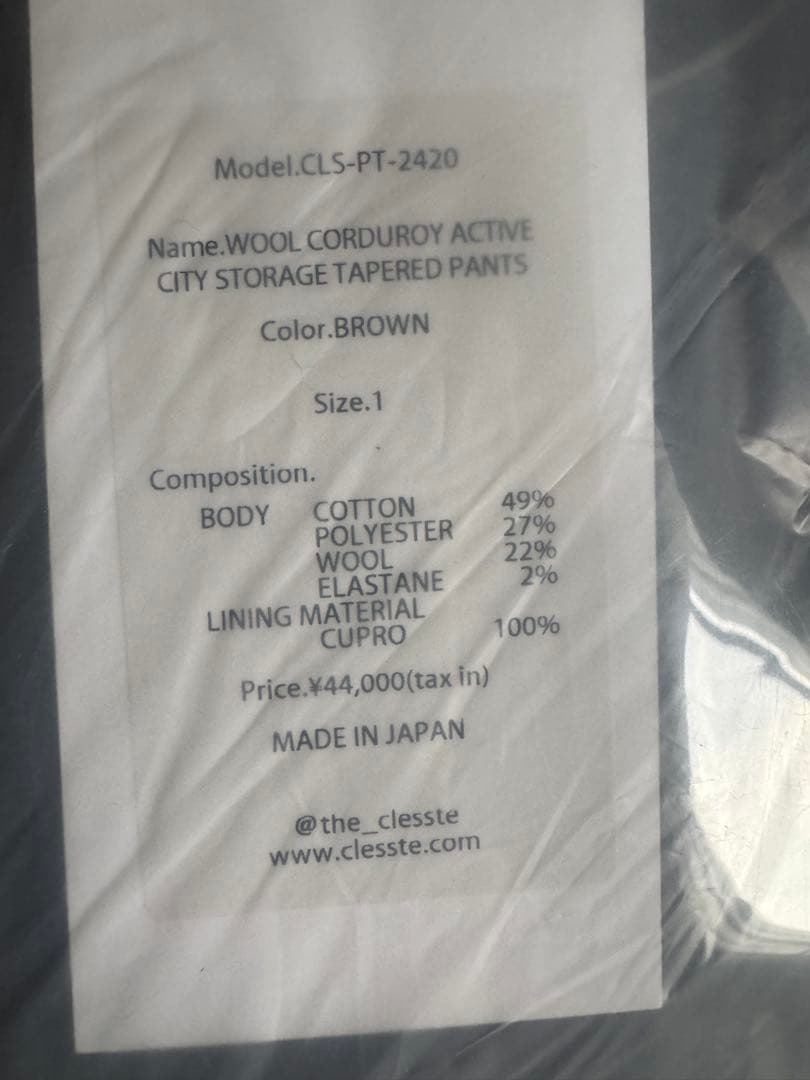 Model.CLS-PT-2420
Name.WOOL CORDUROY ACTIVE
CITY STORAGE TAPERED PANTS
Color.BROWN
Size.1
Composition.
BODY COTTON 49%
POLYESTER 27%
WOOL 22%
ELASTANE 2%
LINING MATERIAL
CUPRO 100%
Price.¥44,000(tax in)
MADE IN JAPAN
@the_clesste
www.clesste.com